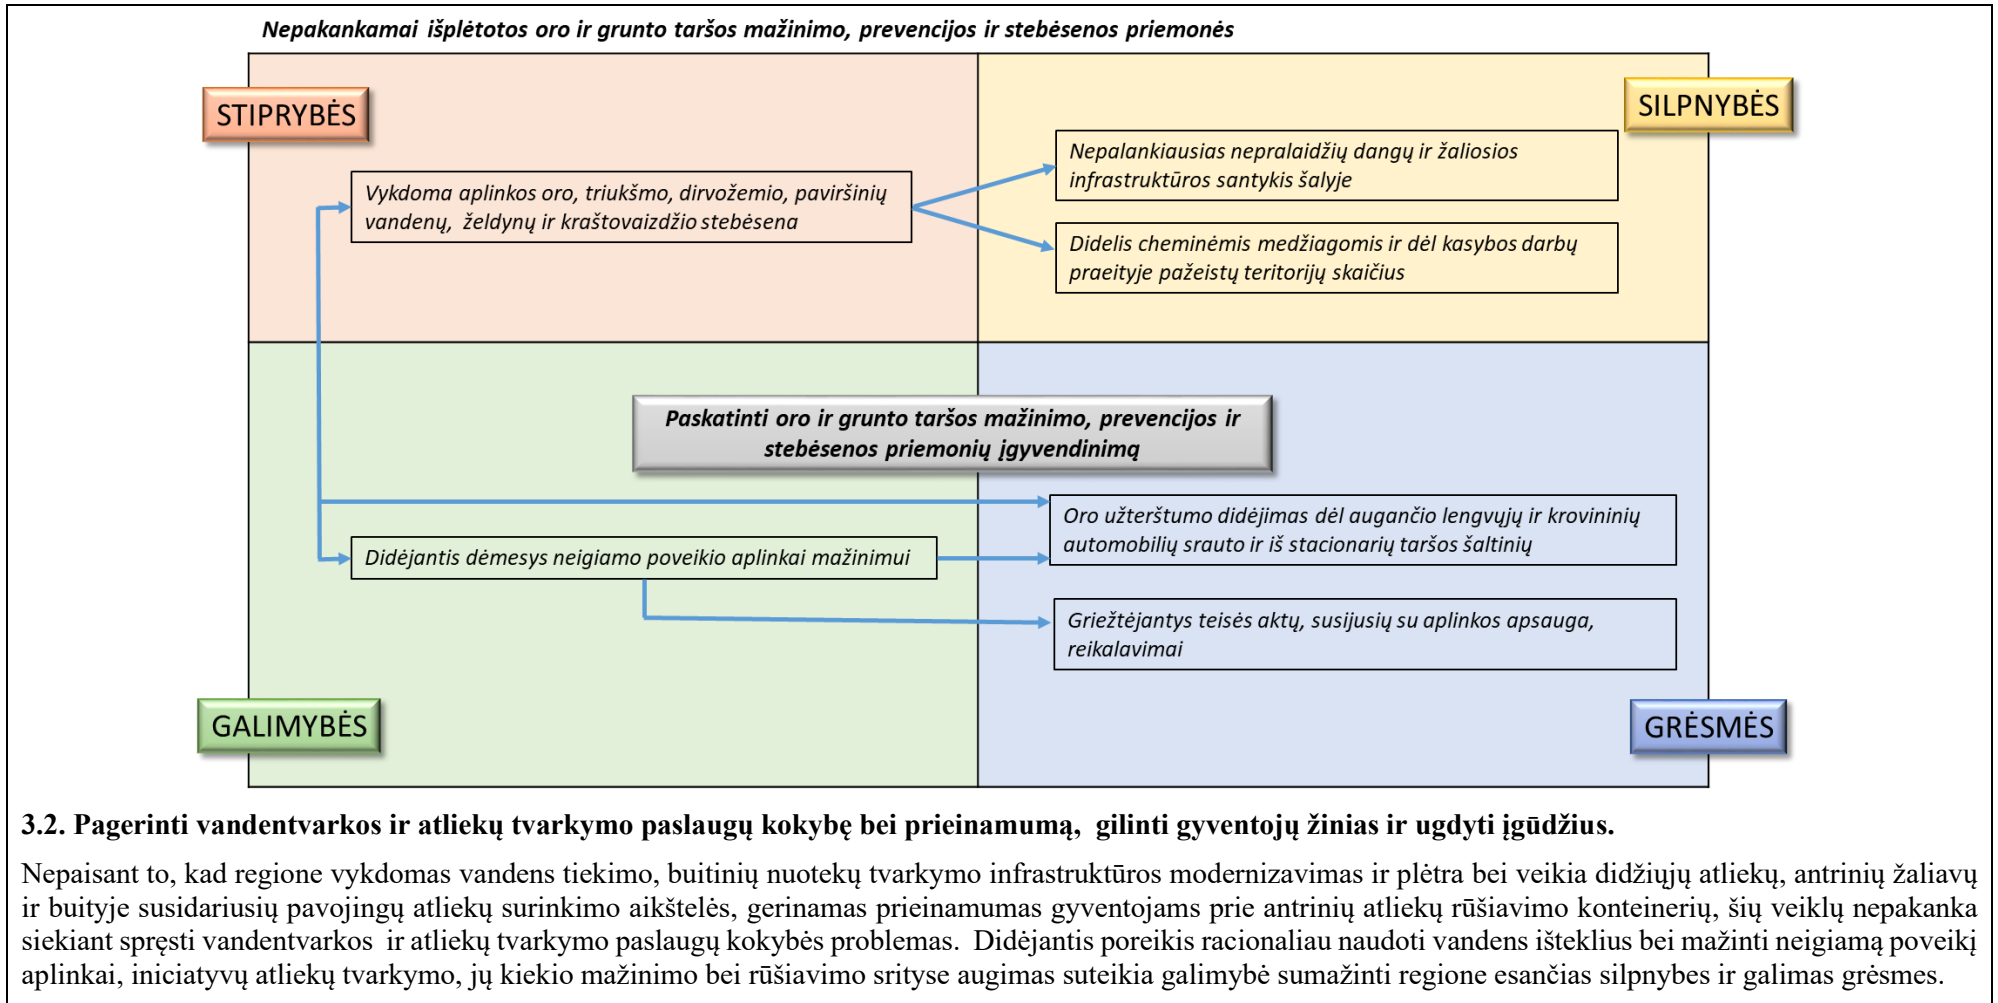 Nepakankamai išplėtotos oro ir grunto taršos mažinimo, prevencijos ir stebėsenos priemonės
STIPRYBĖS
SILPNYBĖS
Vykdoma aplinkos oro, triukšmo, dirvožemio, paviršinių
vandenų, želdynų ir kraštovaizdžio stebėsena
Nepalankiausias nepralaidžių dangų ir žaliosios
infrastruktūros santykis šalyje
Didelis cheminėmis medžiagomis ir dėl kasybos darbų
praeityje pažeistų teritorijų skaičius
Paskatinti oro ir grunto taršos mažinimo, prevencijos ir
stebėsenos priemonių įgyvendinimą
Didėjantis dėmesys neigiamo poveikio aplinkai mažinimui
Oro užterštumo didėjimas dėl augančio lengvųjų ir krovininių
automobilių srauto ir iš stacionarių taršos šaltinių
Griežtėjantys teisės aktų, susijusių su aplinkos apsauga,
reikalavimai
GALIMYBĖS
GRĖSMĖS
3.2. Pagerinti vandentvarkos ir atliekų tvarkymo paslaugų kokybę bei prieinamumą, gilinti gyventojų žinias ir ugdyti įgūdžius.
Nepaisant to, kad regione vykdomas vandens tiekimo, buitinių nuotekų tvarkymo infrastruktūros modernizavimas ir plėtra bei veikia didžiųjų atliekų, antrinių žaliavų
ir buityje susidariusių pavojingų atliekų surinkimo aikštelės, gerinamas prieinamumas gyventojams prie antrinių atliekų rūšiavimo konteinerių, šių veiklų nepakanka
siekiant spręsti vandentvarkos ir atliekų tvarkymo paslaugų kokybės problemas. Didėjantis poreikis racionaliau naudoti vandens išteklius bei mažinti neigiamą poveikį
aplinkai, iniciatyvų atliekų tvarkymo, jų kiekio mažinimo bei rūšiavimo srityse augimas suteikia galimybė sumažinti regione esančias silpnybes ir galimas grėsmes.